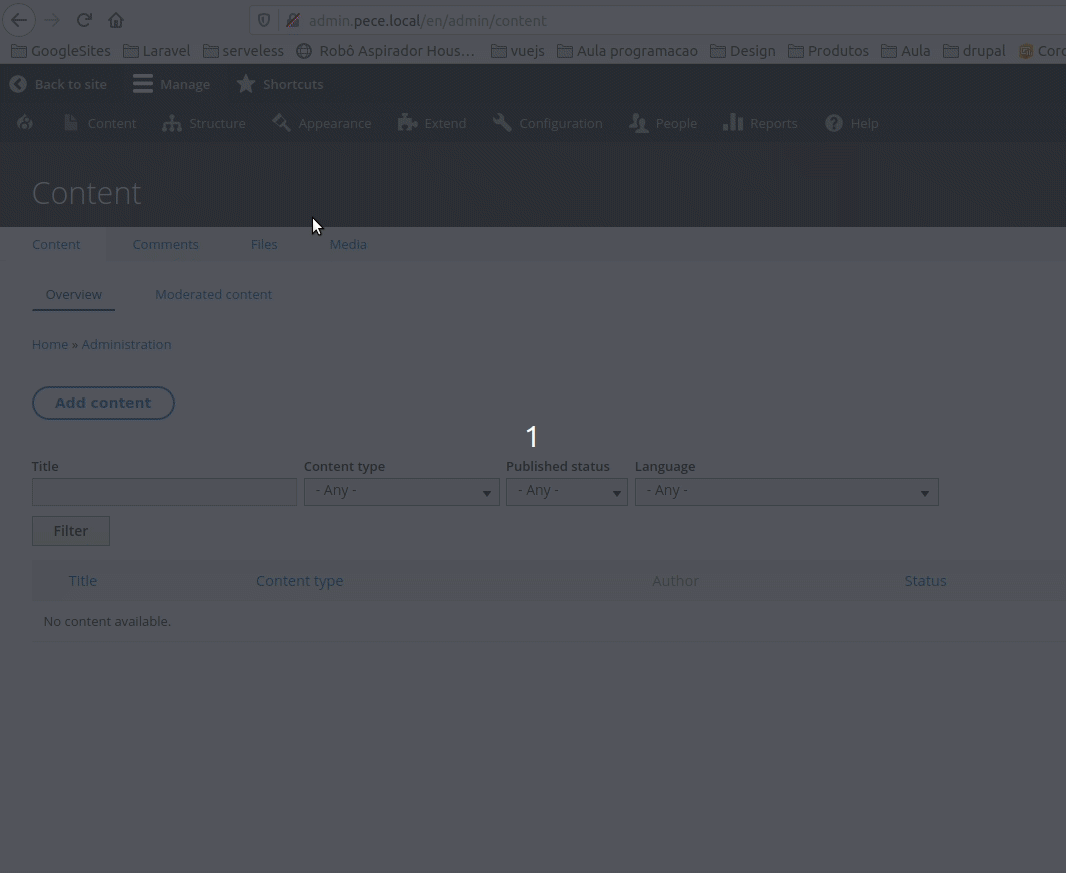 admin.pece.local/en/admin/content
GoogleSites Laravel serveless Robô Aspirador Hous... vuejs Aula programacao Design Produtos Aula drupal
Back to site Manage Shortcuts
Content Structure Appearance Extend Configuration People Reports Help
Content
Content Comments Files Media
Overview Moderated content
Home » Administration
Add content
1
Title Content type Published status Language
- Any - - Any - - Any -
Filter
Title Content type Author Status
No content available.